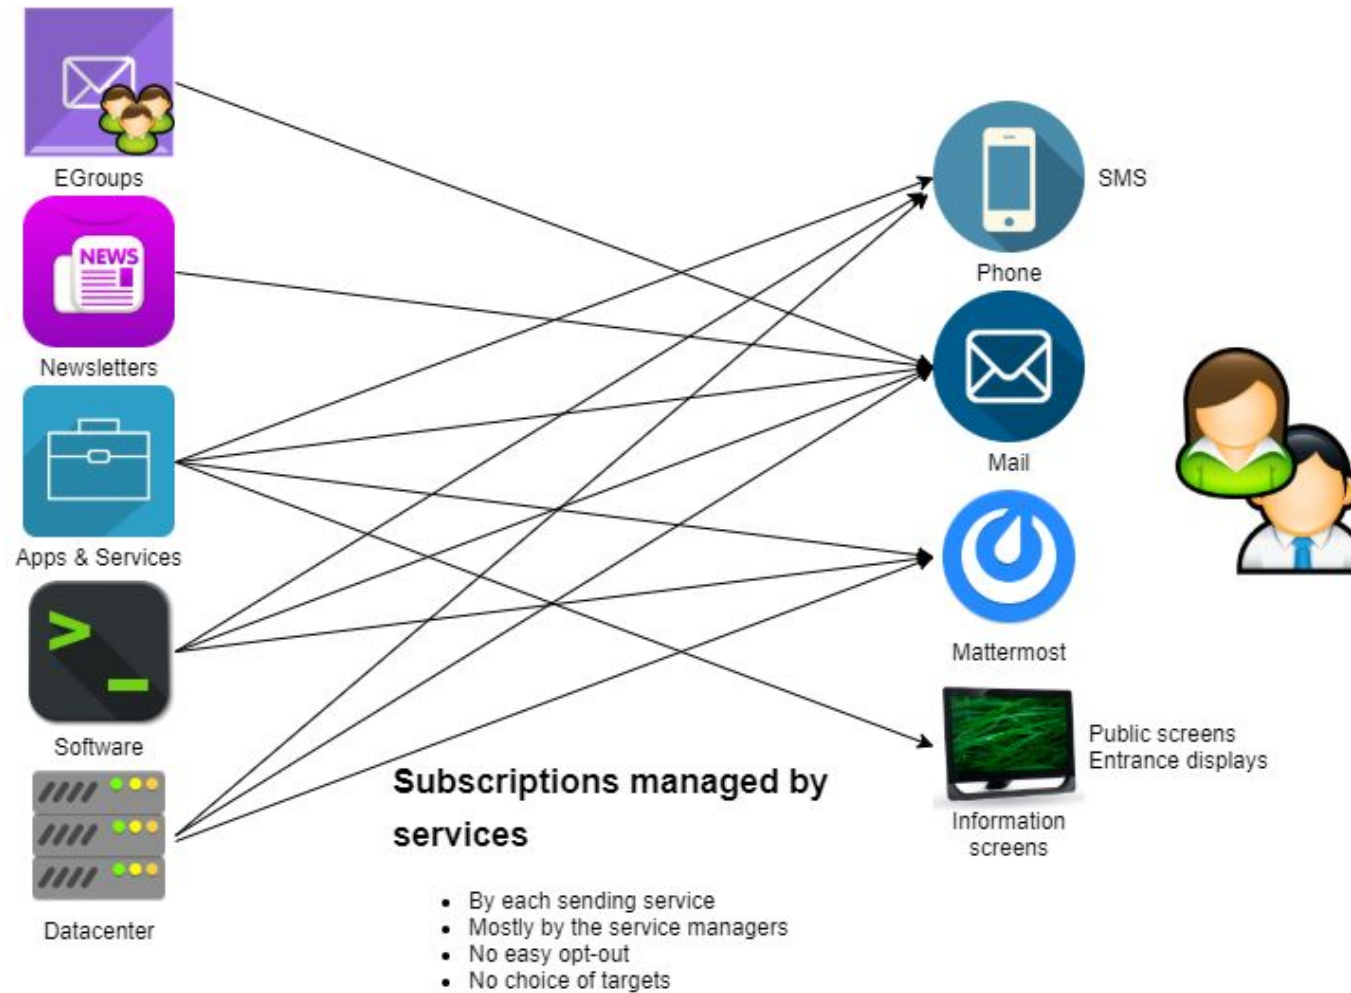 EGroups
NEWS
Newsletters
Apps & Services
Software
Datacenter
SMS
Phone
Mail
Mattermost
Public screens
Entrance displays
Information
screens
Subscriptions managed by
services
• By each sending service
• Mostly by the service managers
• No easy opt-out
• No choice of targets